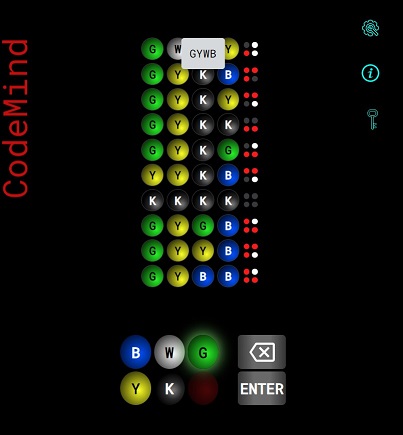 CodeMind
GYWB
G W Y
G Y K B
G Y K Y
G Y K K
G Y K G
Y Y K B
K K K K
G Y G B
G Y Y B
G Y B B
B W G
Y K ENTER